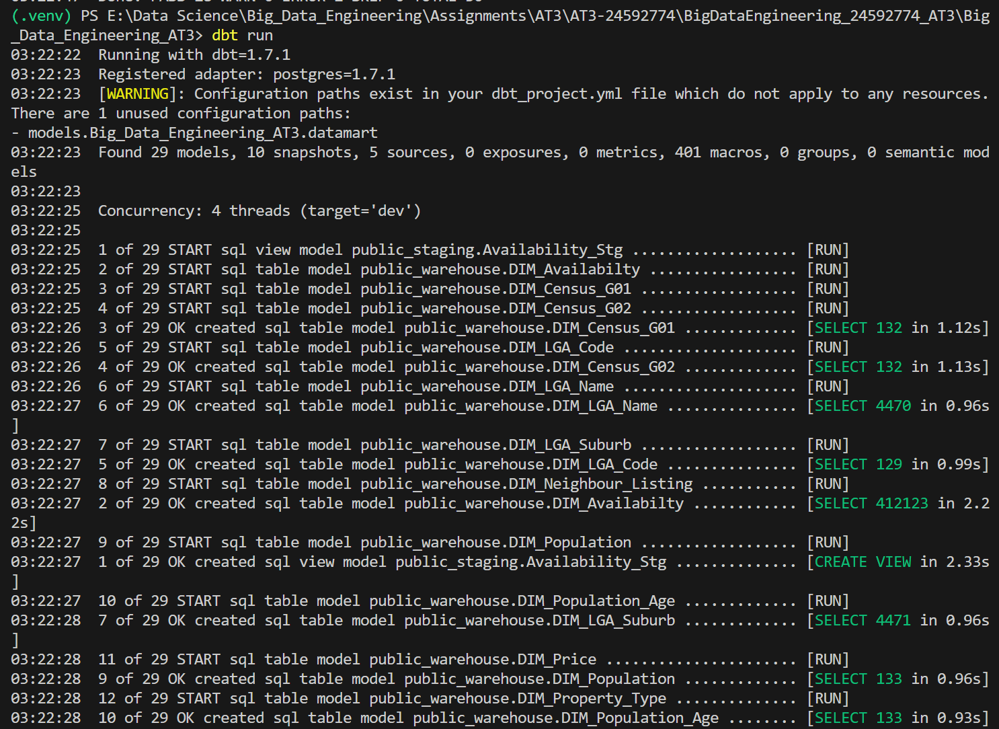 (.venv) PS E:\Data Science\Big_Data_Engineering\Assignments\AT3\AT3-24592774\BigDataEngineering_24592774_AT3\Big
_Data_Engineering_AT3> dbt run
03:22:22  Running with dbt=1.7.1
03:22:23  Registered adapter: postgres=1.7.1
03:22:23  [WARNING]: Configuration paths exist in your dbt_project.yml file which do not apply to any resources.
There are 1 unused configuration paths:
- models.Big_Data_Engineering_AT3.datamart
03:22:23  Found 29 models, 10 snapshots, 5 sources, 0 exposures, 0 metrics, 401 macros, 0 groups, 0 semantic mod
els
03:22:23
03:22:25  Concurrency: 4 threads (target='dev')
03:22:25
03:22:25  1 of 29 START sql view model public_staging.Availability_Stg ................... [RUN]
03:22:25  2 of 29 START sql table model public_warehouse.DIM_Availabilty ................. [RUN]
03:22:25  3 of 29 START sql table model public_warehouse.DIM_Census_G01 .................. [RUN]
03:22:25  4 of 29 START sql table model public_warehouse.DIM_Census_G02 .................. [RUN]
03:22:26  3 of 29 OK created sql table model public_warehouse.DIM_Census_G01 ............. [SELECT 132 in 1.12s]
03:22:26  5 of 29 START sql table model public_warehouse.DIM_LGA_Code .................... [RUN]
03:22:26  4 of 29 OK created sql table model public_warehouse.DIM_Census_G02 ............. [SELECT 132 in 1.13s]
03:22:26  6 of 29 START sql table model public_warehouse.DIM_LGA_Name .................... [RUN]
03:22:27  6 of 29 OK created sql table model public_warehouse.DIM_LGA_Name ............... [SELECT 4470 in 0.96s
]
03:22:27  7 of 29 START sql table model public_warehouse.DIM_LGA_Suburb .................. [RUN]
03:22:27  5 of 29 OK created sql table model public_warehouse.DIM_LGA_Code ............... [SELECT 129 in 0.99s]
03:22:27  8 of 29 START sql table model public_warehouse.DIM_Neighbour_Listing ........... [RUN]
03:22:27  2 of 29 OK created sql table model public_warehouse.DIM_Availabilty ............ [SELECT 412123 in 2.2
2s]
03:22:27  9 of 29 START sql table model public_warehouse.DIM_Population .................. [RUN]
03:22:27  1 of 29 OK created sql view model public_staging.Availability_Stg .............. [CREATE VIEW in 2.33s
]
03:22:27  10 of 29 START sql table model public_warehouse.DIM_Population_Age ............. [RUN]
03:22:28  7 of 29 OK created sql table model public_warehouse.DIM_LGA_Suburb ............. [SELECT 4471 in 0.96s
]
03:22:28  11 of 29 START sql table model public_warehouse.DIM_Price ...................... [RUN]
03:22:28  9 of 29 OK created sql table model public_warehouse.DIM_Population ............. [SELECT 133 in 0.96s]
03:22:28  12 of 29 START sql table model public_warehouse.DIM_Property_Type .............. [RUN]
03:22:28  10 of 29 OK created sql table model public_warehouse.DIM_Population_Age ........ [SELECT 133 in 0.93s]